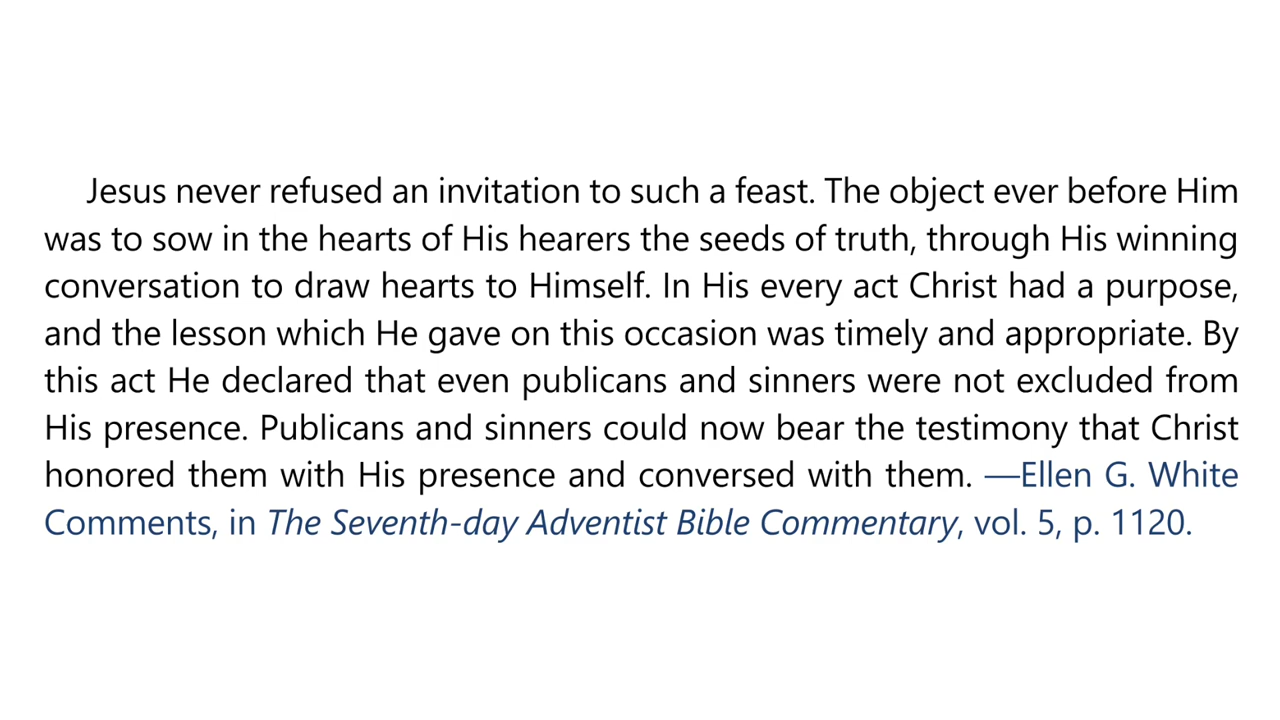 Jesus never refused an invitation to such a feast. The object ever before Him
was to sow in the hearts of His hearers the seeds of truth, through His winning
conversation to draw hearts to Himself. In His every act Christ had a purpose,
and the lesson which He gave on this occasion was timely and appropriate. By
this act He declared that even publicans and sinners were not excluded from
His presence. Publicans and sinners could now bear the testimony that Christ
honored them with His presence and conversed with them. —Ellen G. White
Comments, in The Seventh-day Adventist Bible Commentary, vol. 5, p. 1120.